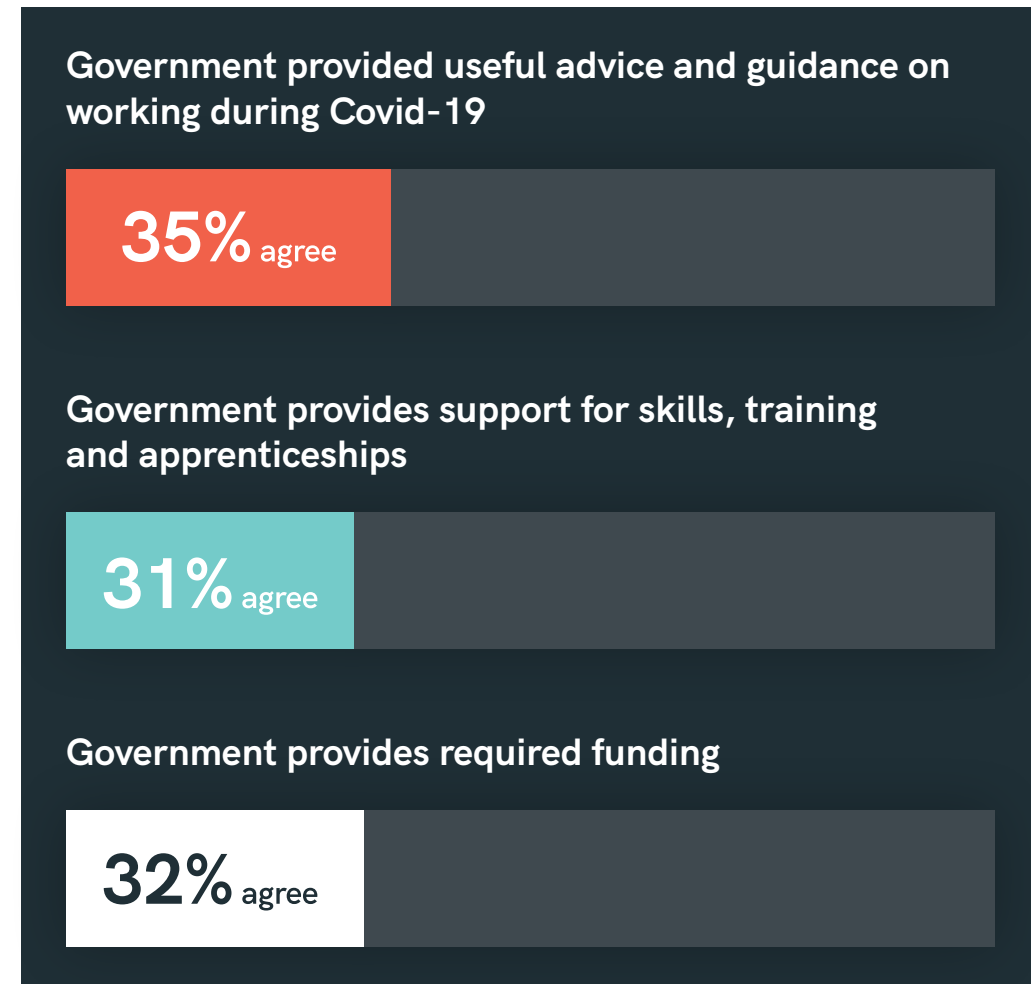 Government provided useful advice and guidance on
working during Covid-19
35% agree
Government provides support for skills, training
and apprenticeships
31% agree
Government provides required funding
32% agree